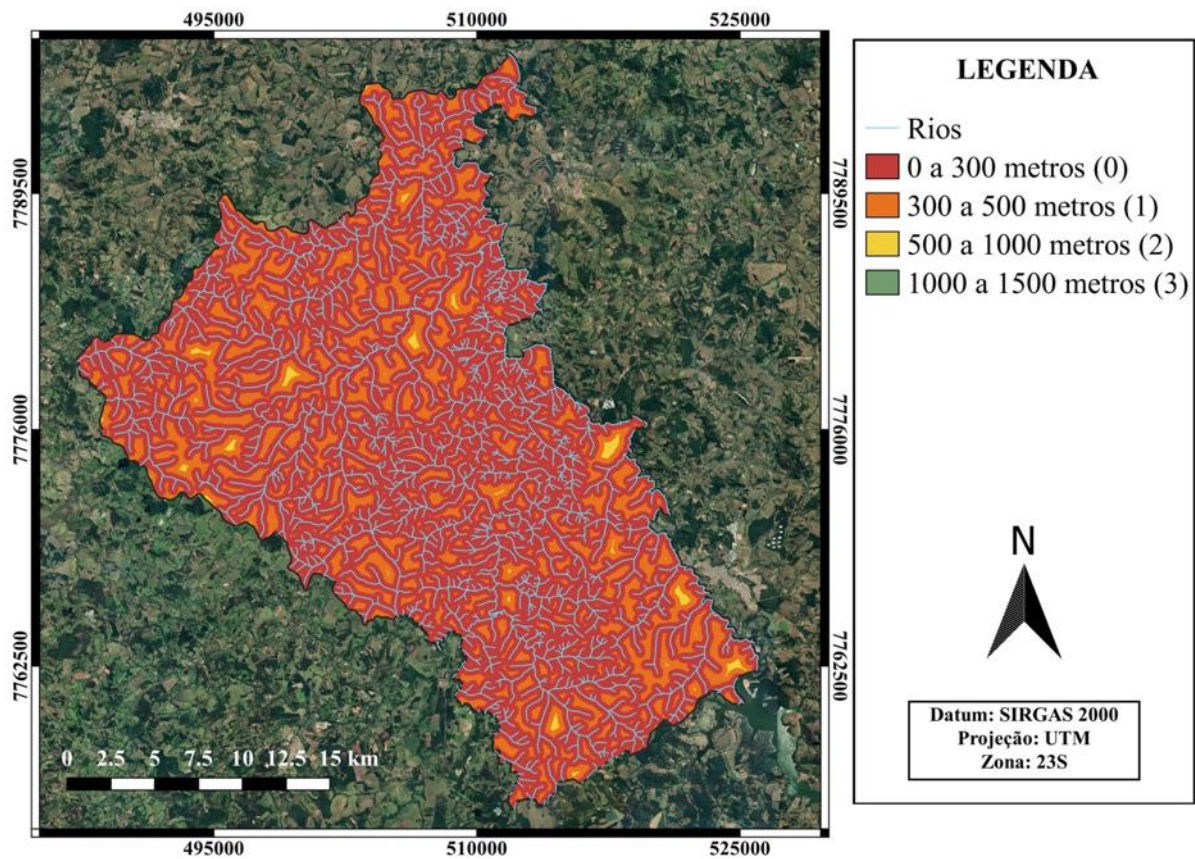 495000
510000
525000
7789500
7776000
7762500
7789500
7776000
7762500
0 2.5 5 7.5 10 12.5 15 km
495000
510000
525000
LEGENDA
Rios
0 a 300 metros (0)
300 a 500 metros (1)
500 a 1000 metros (2)
1000 a 1500 metros (3)
N
Datum: SIRGAS 2000
Projeção: UTM
Zona: 23S